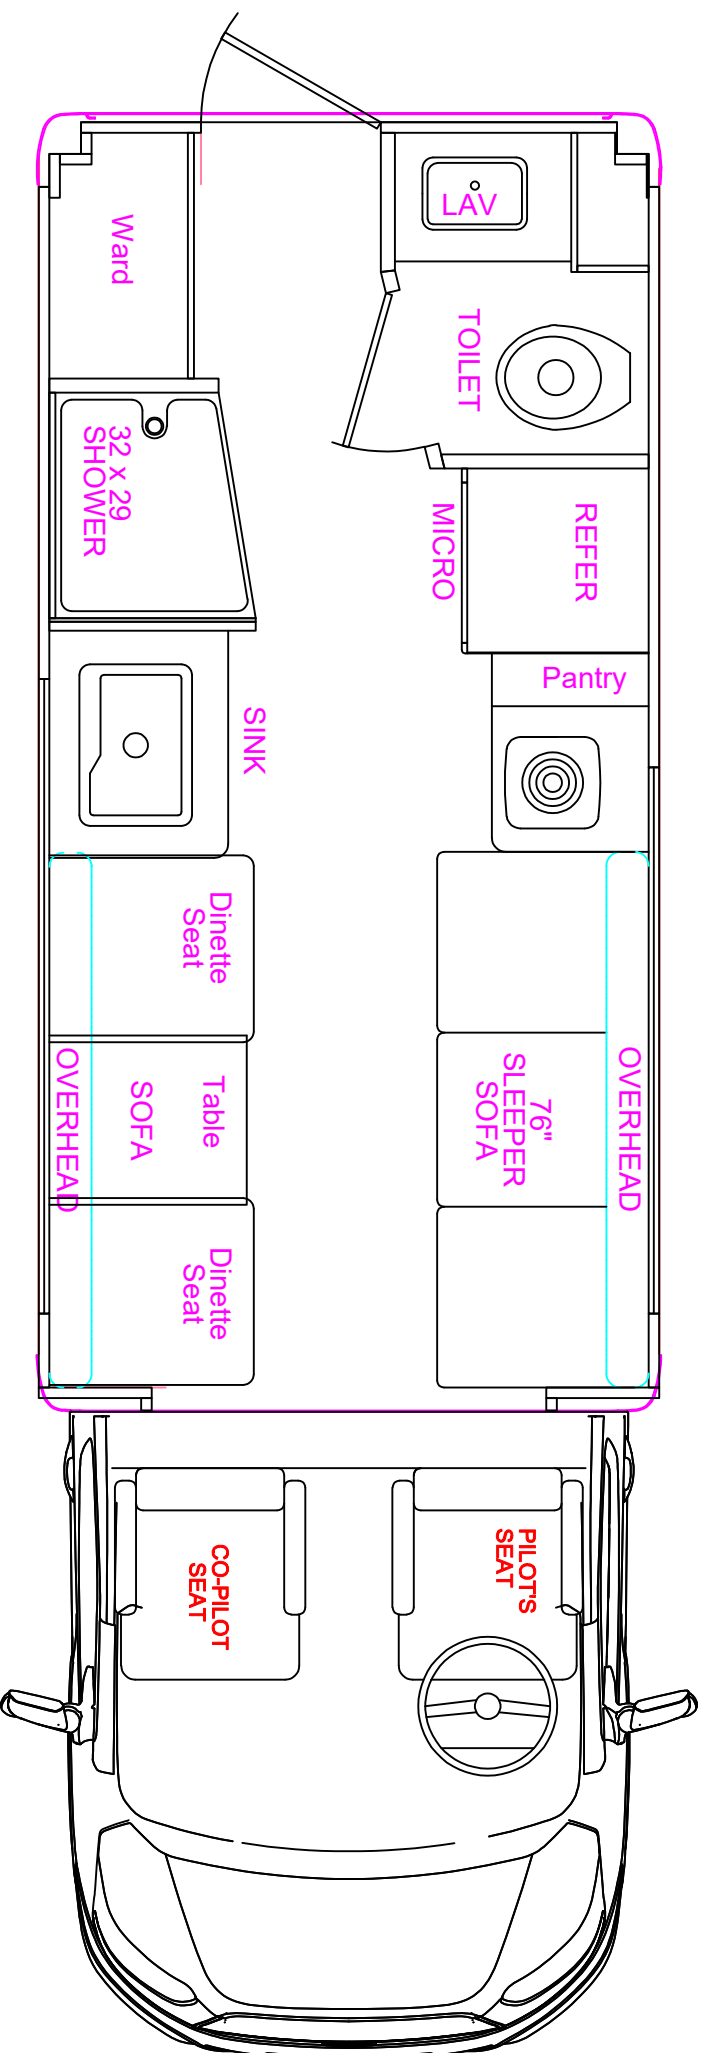 LAV
Ward
TOILET
32 x 29
SHOWER
MICRO
REFER
Pantry
SINK
Dinette
Seat
OVERHEAD
SOFA
Table
76"
SLEEPER
SOFA
OVERHEAD
Dinette
Seat
CO-PILOT
SEAT
PILOT'S
SEAT